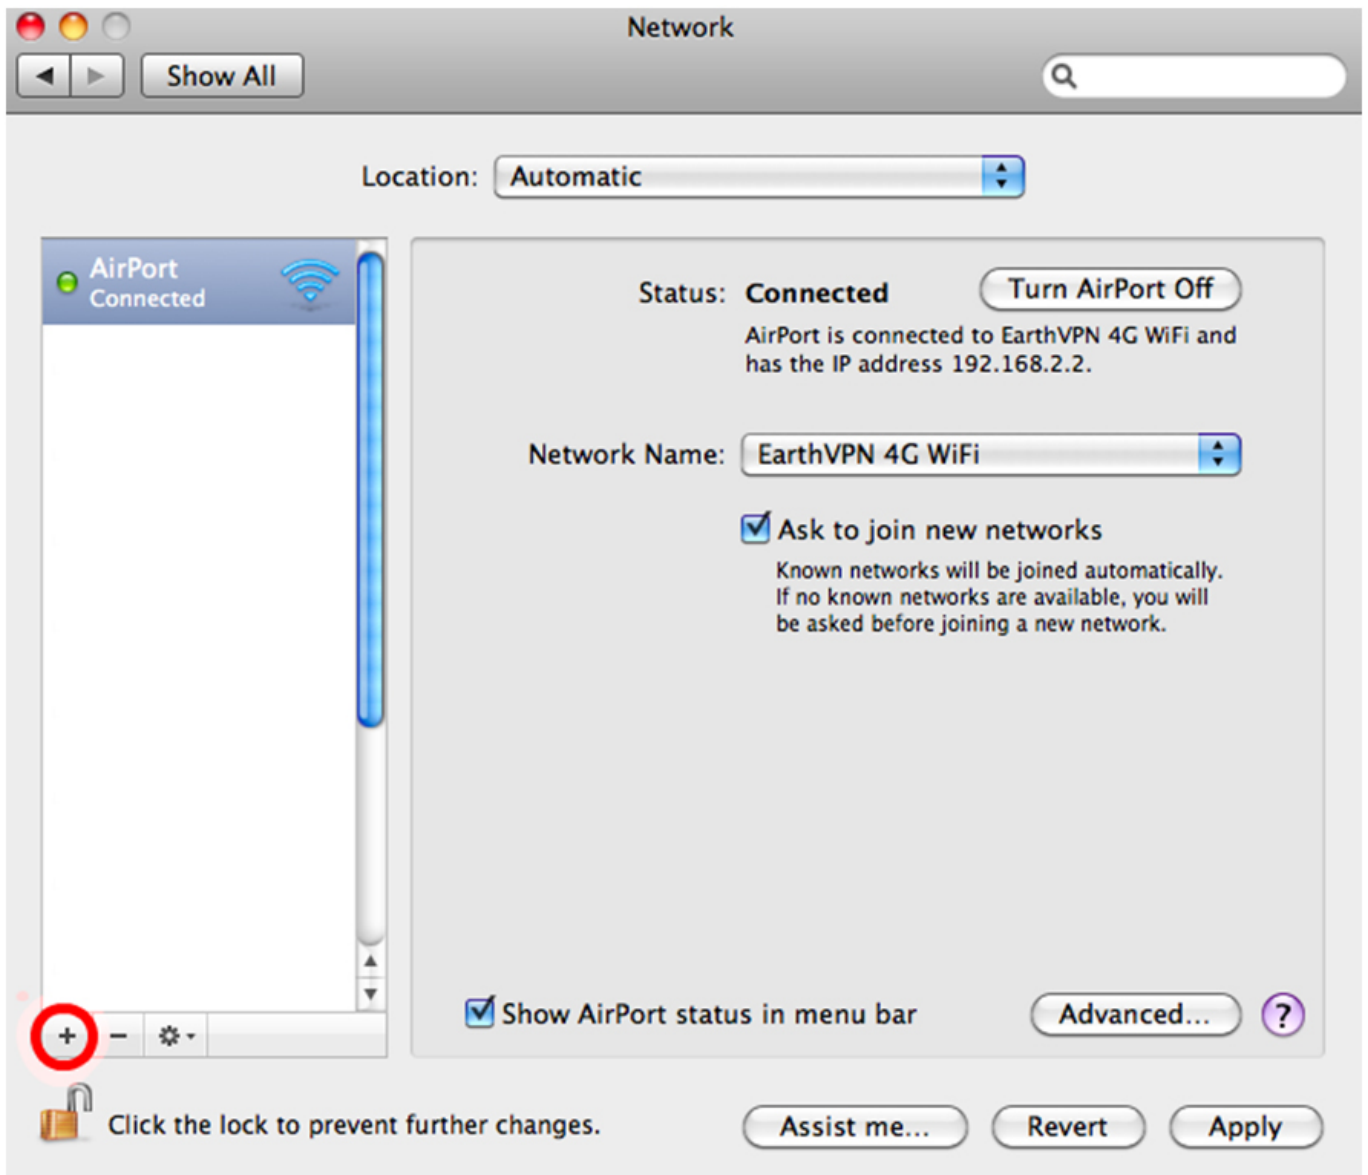 Network
Show All
Location: Automatic
AirPort
Connected
Status: Connected
Turn AirPort Off
AirPort is connected to EarthVPN 4G WiFi and
has the IP address 192.168.2.2.
Network Name: EarthVPN 4G WiFi
Ask to join new networks
Known networks will be joined automatically.
If no known networks are available, you will
be asked before joining a new network.
Show AirPort status in menu bar
Advanced...
?
+ −
Click the lock to prevent further changes.
Assist me...
Revert
Apply